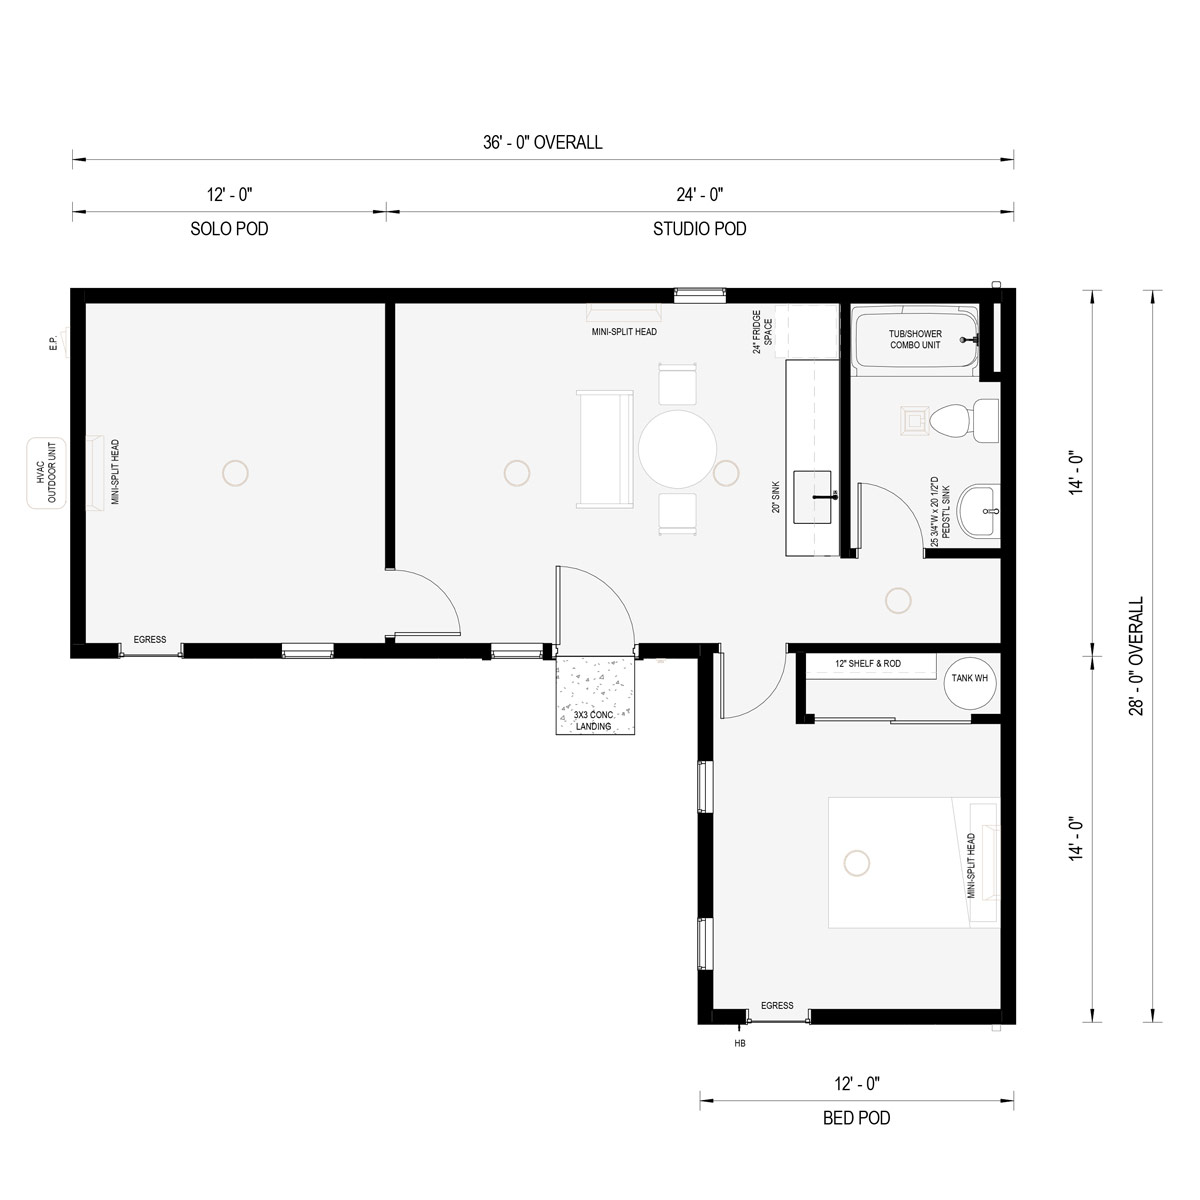 36' - 0" OVERALL
12' - 0"
24' - 0"
SOLO POD
STUDIO POD
MINI-SPLIT HEAD
24" FRIDGE
SPACE
TUB/SHOWER
COMBO UNIT
E.P.
HVAC
OUTDOOR UNIT
MINI-SPLIT HEAD
20" SINK
25 3/4"W x 20 1/2"D
PEDST'L SINK
14' - 0"
EGRESS
12" SHELF & ROD
TANK WH
3X3 CONC.
LANDING
28' - 0" OVERALL
14' - 0"
MINI-SPLIT HEAD
EGRESS
HB
12' - 0"
BED POD